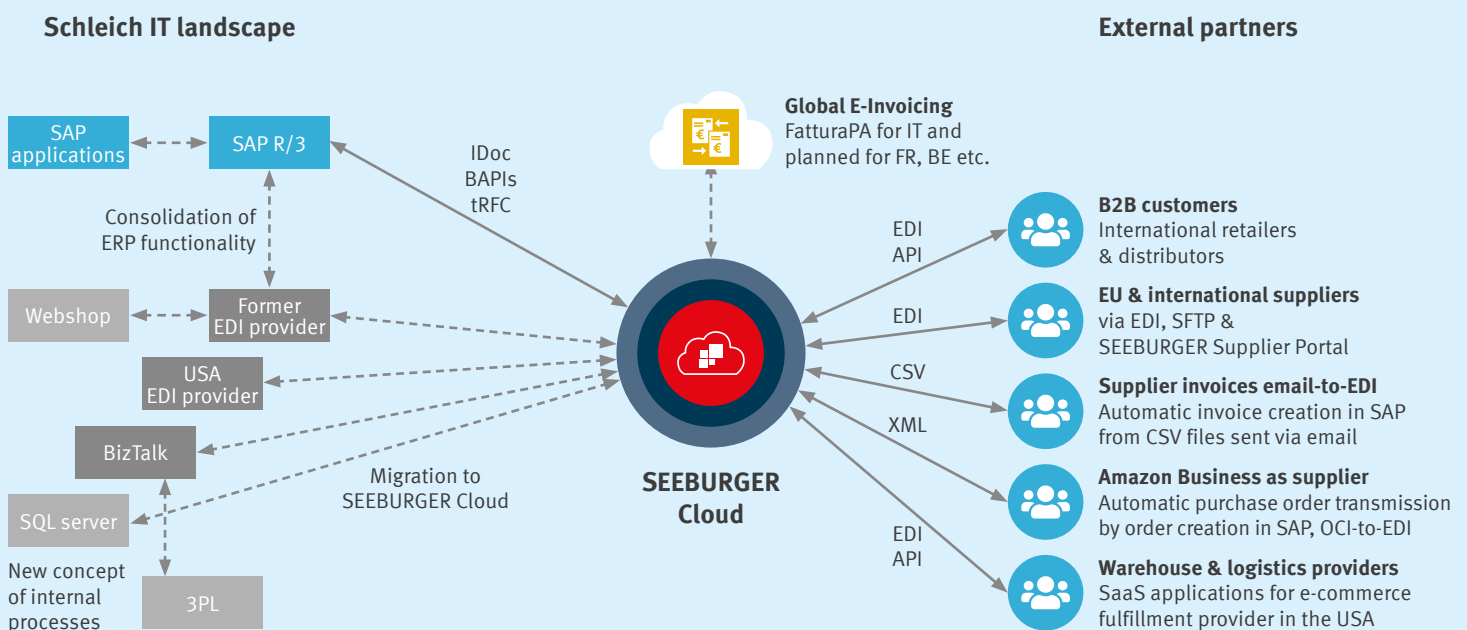 Schleich IT landscape
External partners
SAP
applications
SAP R/3
IDoc
BAPIs
tRFC
Global E-Invoicing
FatturaPA for IT and
planned for FR, BE etc.
Consolidation of
ERP functionality
Webshop
Former
EDI provider
USA
EDI provider
BizTalk
SQL server
Migration to
SEEBURGER Cloud
New concept
of internal
processes
3PL
SEEBURGER
Cloud
EDI
API
B2B customers
International retailers
& distributors
EDI
EU & international suppliers
via EDI, SFTP &
SEEBURGER Supplier Portal
CSV
Supplier invoices email-to-EDI
Automatic invoice creation in SAP
from CSV files sent via email
XML
Amazon Business as supplier
Automatic purchase order transmission
by order creation in SAP, OCI-to-EDI
EDI
API
Warehouse & logistics providers
SaaS applications for e-commerce
fulfillment provider in the USA